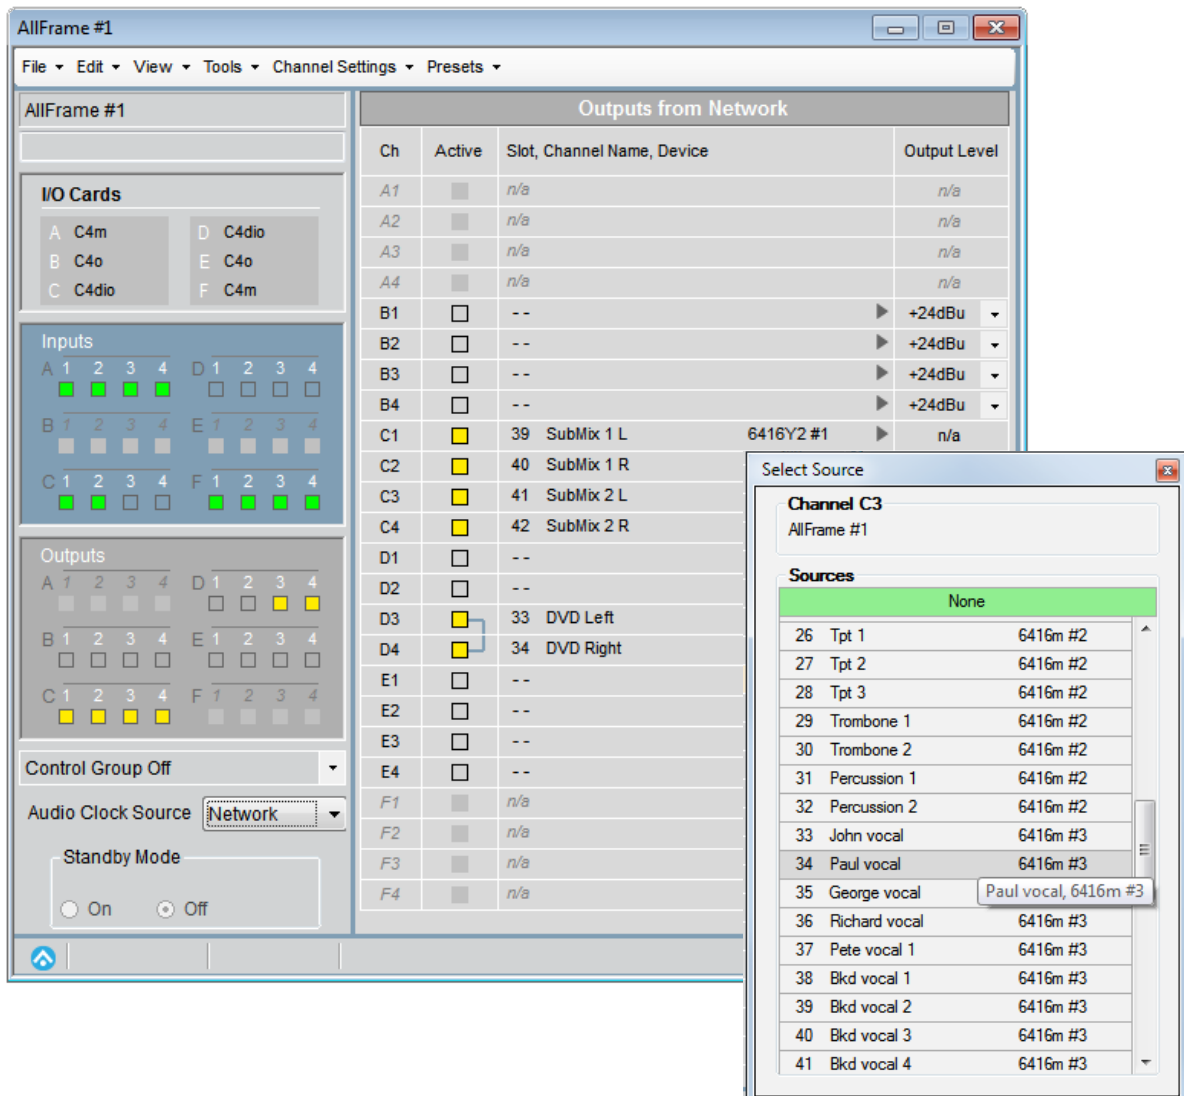 AllFrame #1
File Edit View Tools Channel Settings Presets
AllFrame #1
I/O Cards
A C4m D C4dio
B C4o E C4o
C C4dio F C4m
Inputs
A 1 2 3 4 D 1 2 3 4
B 1 2 3 4 E 1 2 3 4
C 1 2 3 4 F 1 2 3 4
Outputs
A 1 2 3 4 D 1 2 3 4
B 1 2 3 4 E 1 2 3 4
C 1 2 3 4 F 1 2 3 4
Control Group Off
Audio Clock Source Network
Standby Mode
On Off
Outputs from Network
Ch Active Slot, Channel Name, Device Output Level
A1 n/a n/a
A2 n/a n/a
A3 n/a n/a
A4 n/a n/a
B1 - - +24dBu
B2 - - +24dBu
B3 - - +24dBu
B4 - - +24dBu
C1 39 SubMix 1 L 6416Y2 #1 n/a
C2 40 SubMix 1 R
C3 41 SubMix 2 L
C4 42 SubMix 2 R
D1 - -
D2 - -
D3 33 DVD Left
D4 34 DVD Right
E1 - -
E2 - -
E3 - -
E4 - -
F1 n/a
F2 n/a
F3 n/a
F4 n/a
Select Source
Channel C3
AllFrame #1
Sources
None
26 Tpt 1 6416m #2
27 Tpt 2 6416m #2
28 Tpt 3 6416m #2
29 Trombone 1 6416m #2
30 Trombone 2 6416m #2
31 Percussion 1 6416m #2
32 Percussion 2 6416m #2
33 John vocal 6416m #3
34 Paul vocal 6416m #3
35 George vocal
Paul vocal, 6416m #3
36 Richard vocal 6416m #3
37 Pete vocal 1 6416m #3
38 Bkd vocal 1 6416m #3
39 Bkd vocal 2 6416m #3
40 Bkd vocal 3 6416m #3
41 Bkd vocal 4 6416m #3